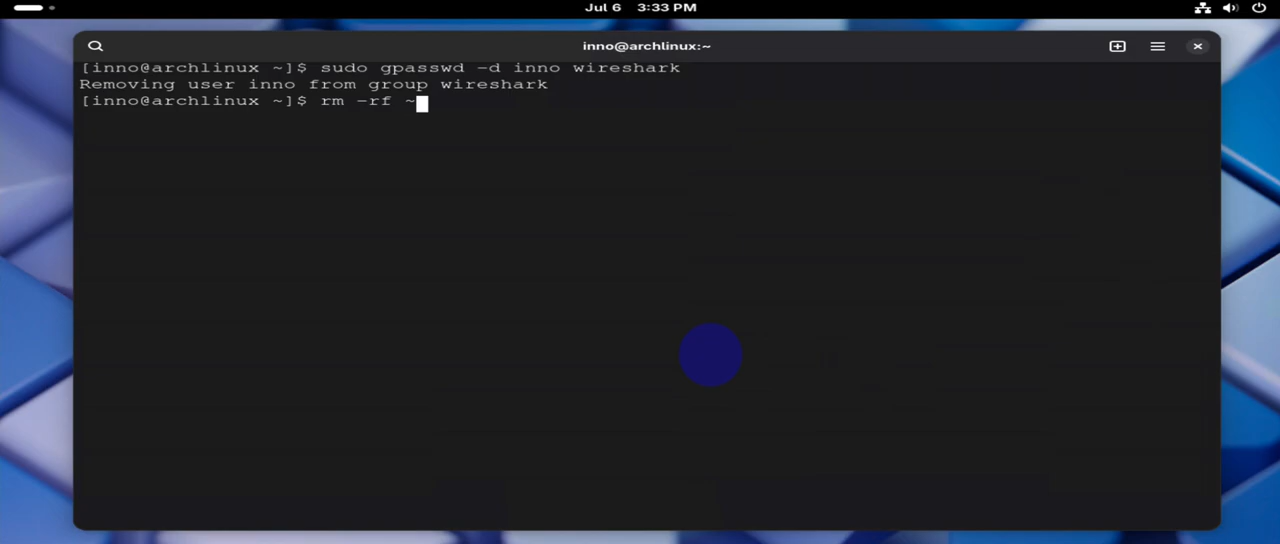 Jul 6 3:33 PM
inno@archlinux:~
[inno@archlinux ~]$ sudo gpasswd -d inno wireshark
Removing user inno from group wireshark
[inno@archlinux ~]$ rm -rf ~